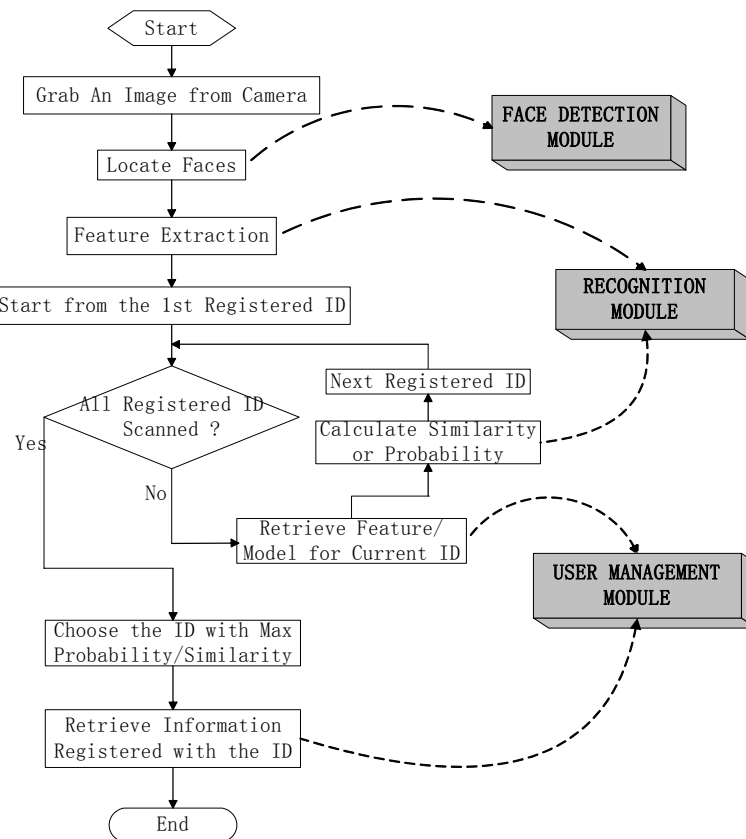 Start
Grab An Image from Camera
FACE DETECTION
MODULE
Locate Faces
Feature Extraction
Start from the 1st Registered ID
RECOGNITION
MODULE
Next Registered ID
All Registered ID
Scanned ?
Calculate Similarity
or Probability
Yes
No
Retrieve Feature/
Model for Current ID
USER MANAGEMENT
MODULE
Choose the ID with Max
Probability/Similarity
Retrieve Information
Registered with the ID
End